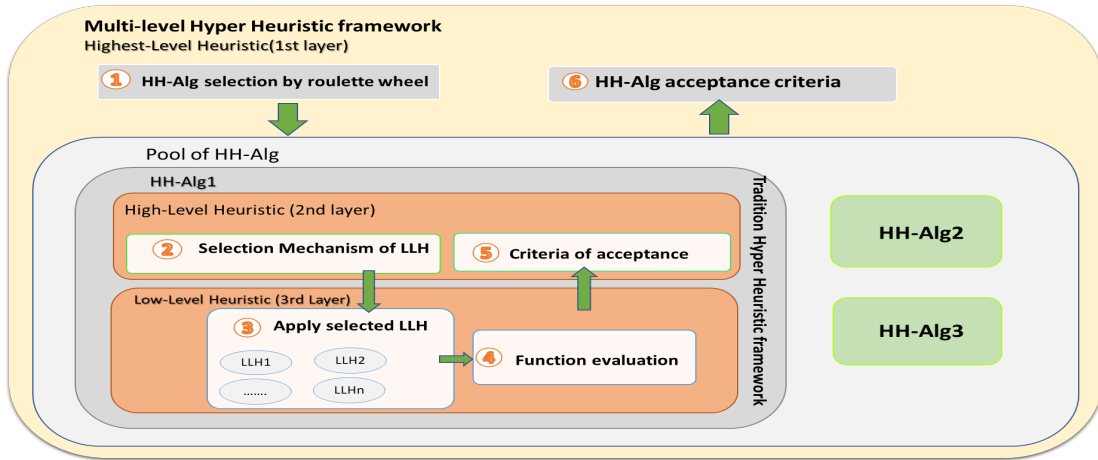 Multi-level Hyper Heuristic framework
Highest-Level Heuristic(1st layer)
1 HH-Alg selection by roulette wheel
6 HH-Alg acceptance criteria
Pool of HH-Alg
HH-Alg1
High-Level Heuristic (2nd layer)
2 Selection Mechanism of LLH
5 Criteria of acceptance
Low-Level Heuristic (3rd Layer)
3 Apply selected LLH
LLH1
LLH2
.......
LLHn
4 Function evaluation
Tradition Hyper Heuristic framework
HH-Alg2
HH-Alg3